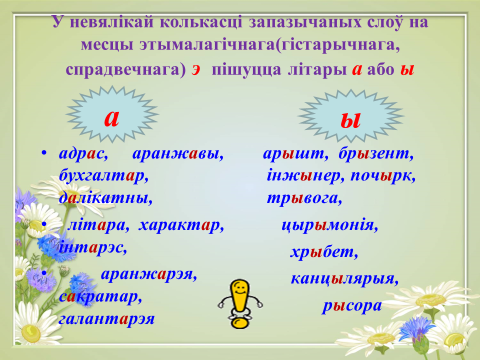 У невялікай колькасці запазычаных слоў на
месцы этымалагічнага(гістарычнага,
спрадвечнага) э пішуцца літары а або ы
а
• адрас, аранжавы,
бухгалтар,
далікатны,
• літара, характар,
інтарэс,
• аранжарэя,
сакратар,
галантарэя
ы
арышт, брызент,
інжынер, почырк,
трывога,
цырымонія,
хрыбет,
канцылярыя,
рысора